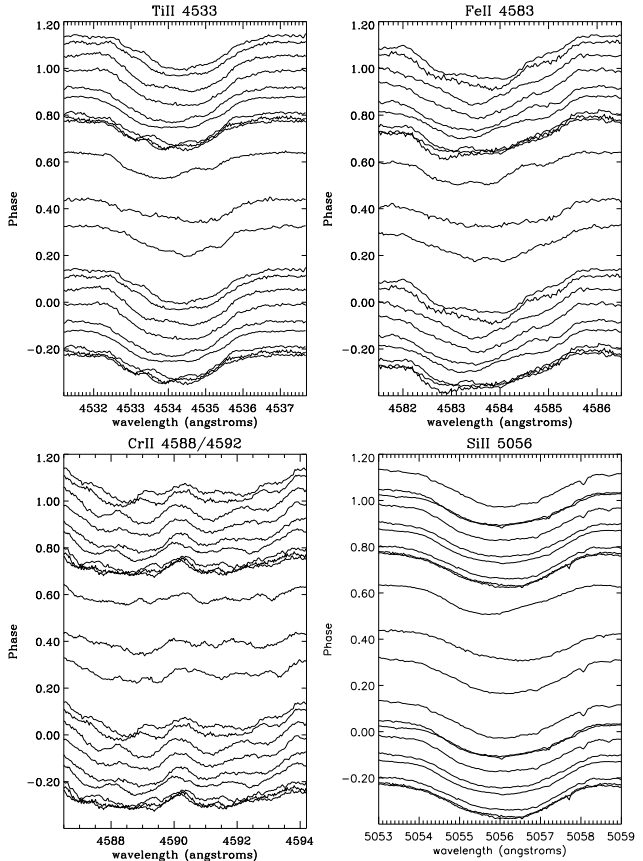 TiII 4533
1.20
1.00
0.80
0.60
0.40
0.20
0.00
−0.20
Phase
4532 4533 4534 4535 4536 4537
wavelength (angstroms)
FeII 4583
1.20
1.00
0.80
0.60
0.40
0.20
0.00
−0.20
Phase
4582 4583 4584 4585 4586
wavelength (angstroms)
CrII 4588/4592
1.20
1.00
0.80
0.60
0.40
0.20
0.00
−0.20
Phase
4588 4590 4592 4594
wavelength (angstroms)
SiII 5056
1.20
1.00
0.80
0.60
0.40
0.20
0.00
−0.20
Phase
5053 5054 5055 5056 5057 5058 5059
wavelength (angstroms)